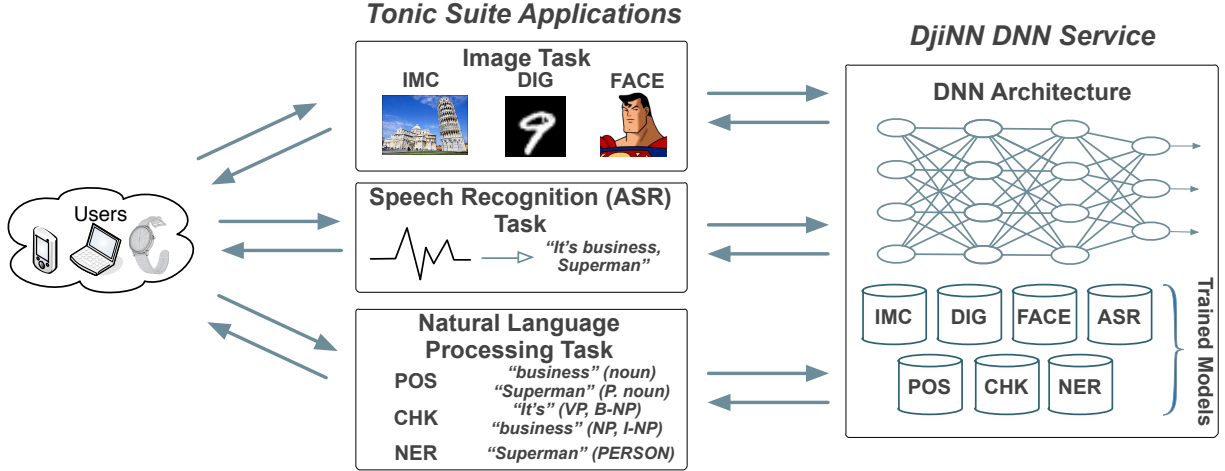 Tonic Suite Applications
DjiNN DNN Service
Users
Image Task
IMC DIG FACE
9
Speech Recognition (ASR)
Task
“It’s business,
Superman”
Natural Language
Processing Task
POS
“business” (noun)
“Superman” (P. noun)
CHK
“It’s” (VP, B-NP)
“business” (NP, I-NP)
NER
“Superman” (PERSON)
DNN Architecture
IMC DIG FACE ASR
POS CHK NER
Trained Models